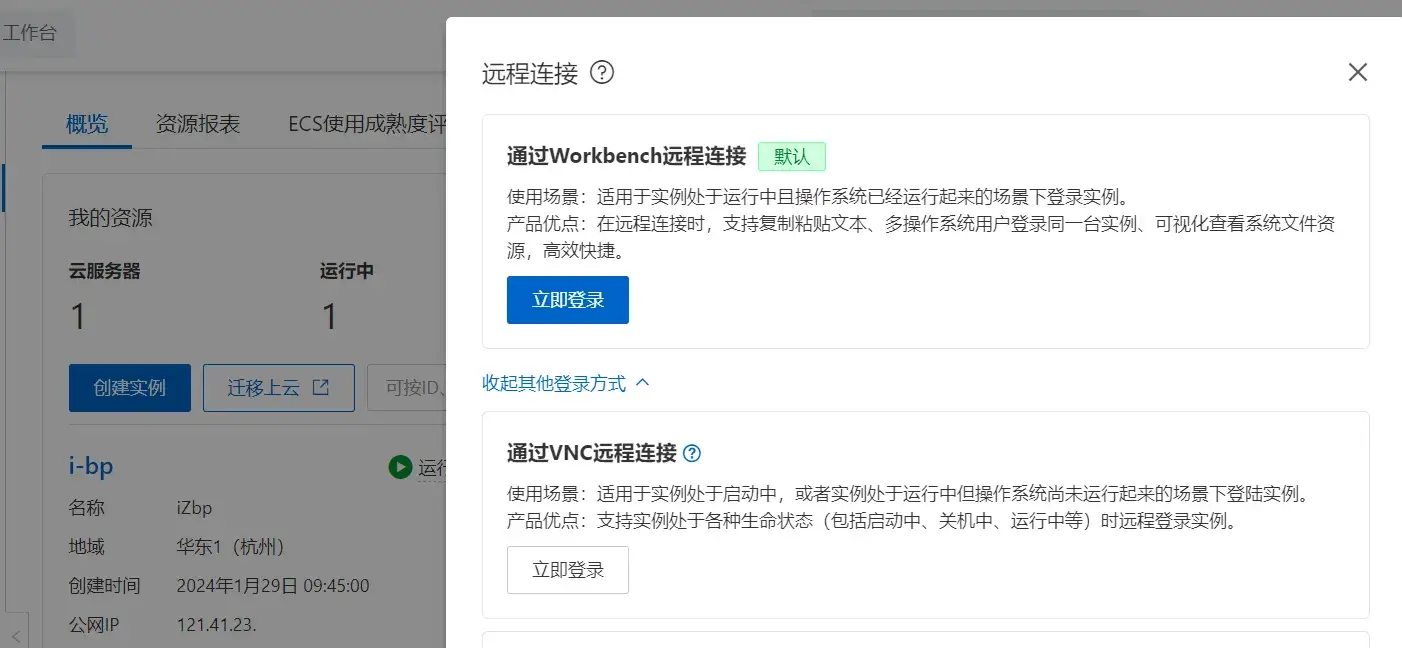 工作台
概览 资源报表 ECS使用成熟度评
我的资源
云服务器 运行中
1 1
创建实例 迁移上云 可按ID、
i-bp 运行
名称 iZbp
地域 华东1（杭州）
创建时间 2024年1月29日 09:45:00
公网IP 121.41.23.
远程连接
通过Workbench远程连接 默认
使用场景：适用于实例处于运行中且操作系统已经运行起来的场景下登录实例。
产品优点：在远程连接时，支持复制粘贴文本、多操作系统用户登录同一台实例、可视化查看系统文件资
源，高效快捷。
立即登录
收起其他登录方式
通过VNC远程连接
使用场景：适用于实例处于启动中，或者实例处于运行中但操作系统尚未运行起来的场景下登陆实例。
产品优点：支持实例处于各种生命状态（包括启动中、关机中、运行中等）时远程登录实例。
立即登录